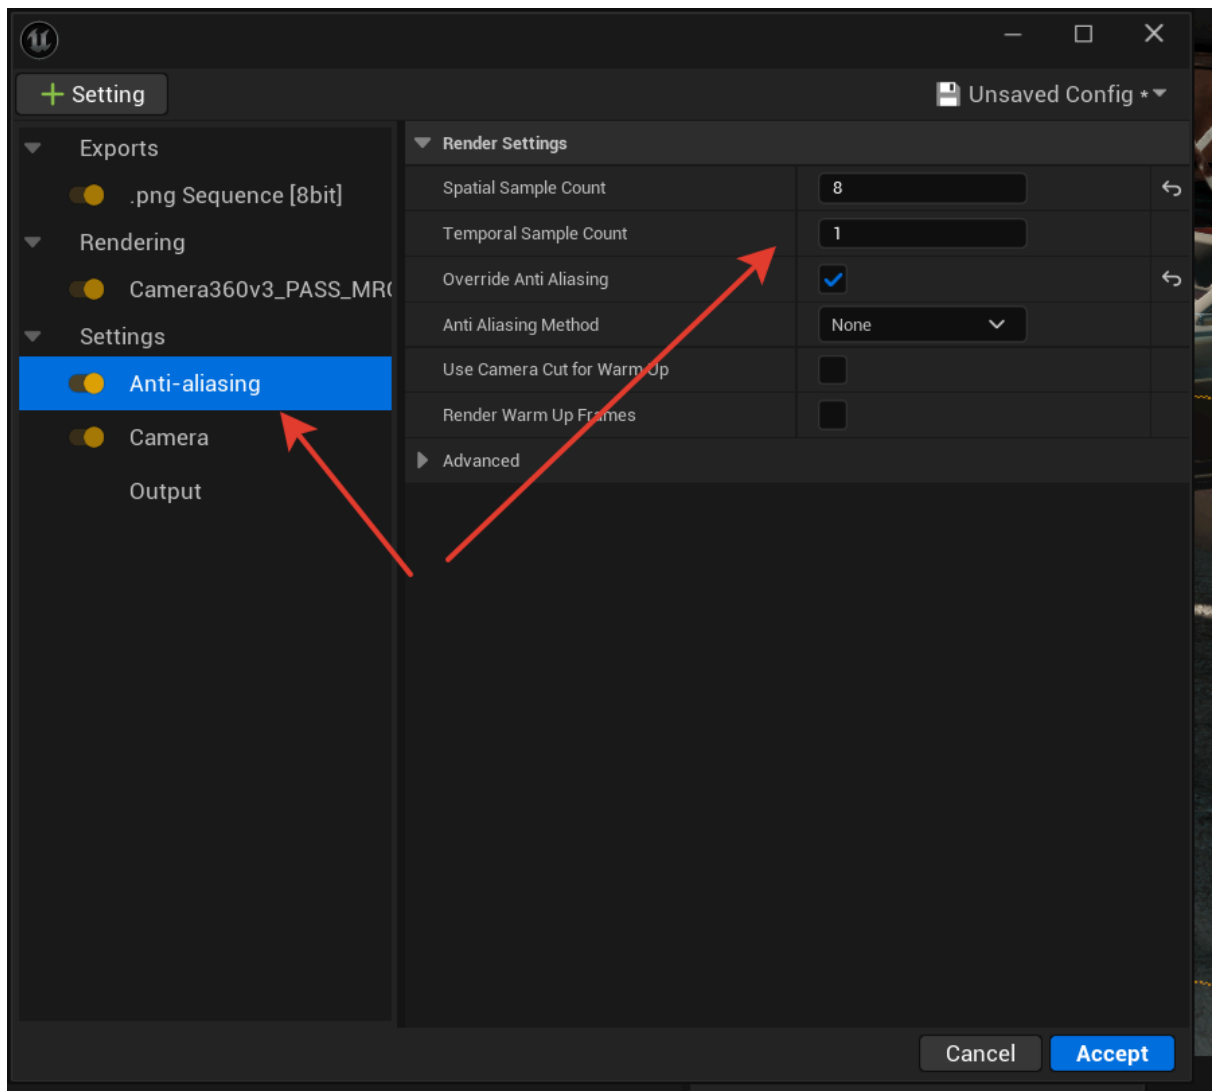 Setting
Unsaved Config *
Exports
.png Sequence [8bit]
Rendering
Camera360v3_PASS_MR
Settings
Anti-aliasing
Camera
Output
Render Settings
Spatial Sample Count 8
Temporal Sample Count 1
Override Anti Aliasing
Anti Aliasing Method None
Use Camera Cut for Warm Up
Render Warm Up Frames
Advanced
Cancel Accept